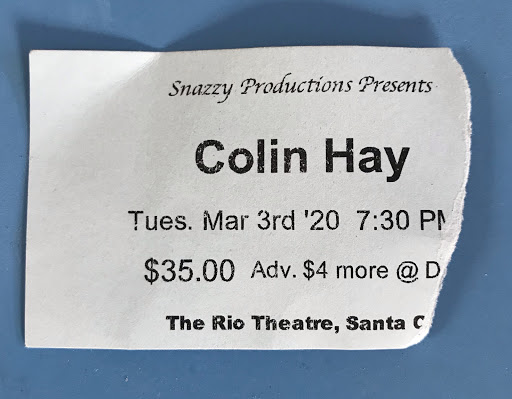 Snazzy Productions Presents
Colin Hay
Tues. Mar 3rd '20 7:30 PM
$35.00 Adv. $4 more @ D
The Rio Theatre, Santa C